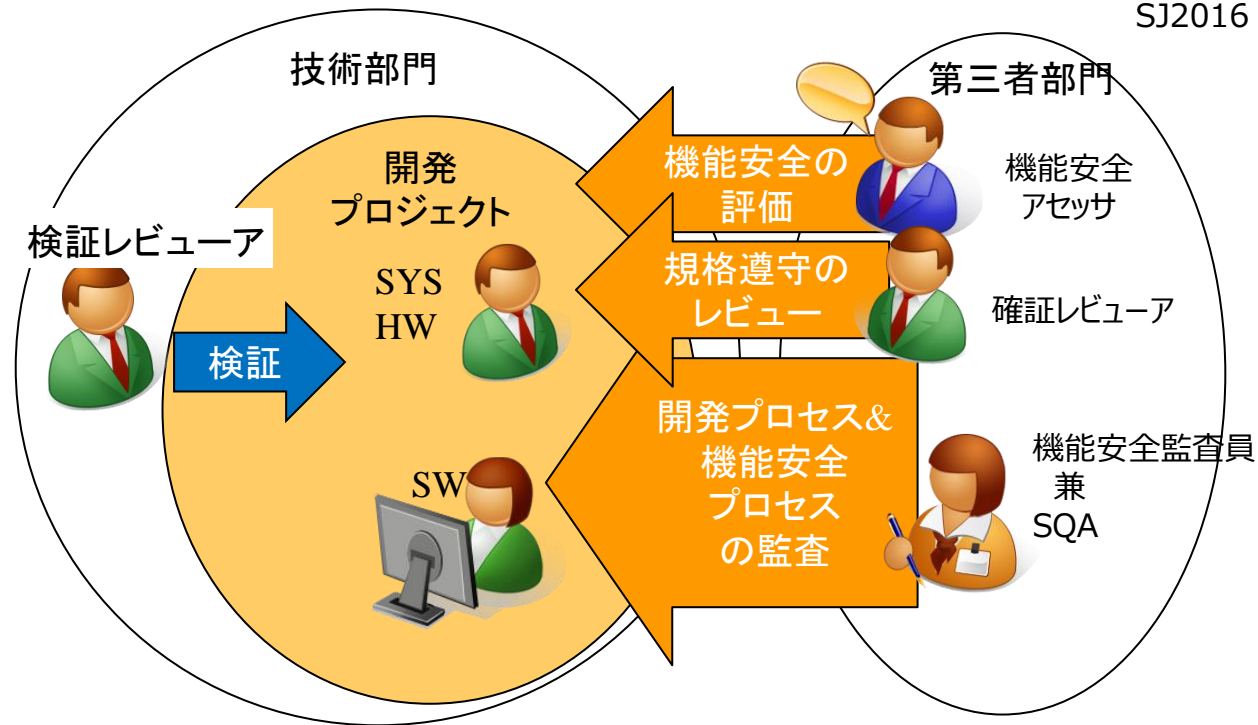 SJ2016
技術部門
第三者部門
開発
プロジェクト
検証レビューア
SYS
HW
検証
SW
機能安全の
評価
機能安全
アセッサ
規格遵守の
レビュー
確証レビューア
開発プロセス&
機能安全
プロセス
の監査
機能安全監査員
兼
SQA